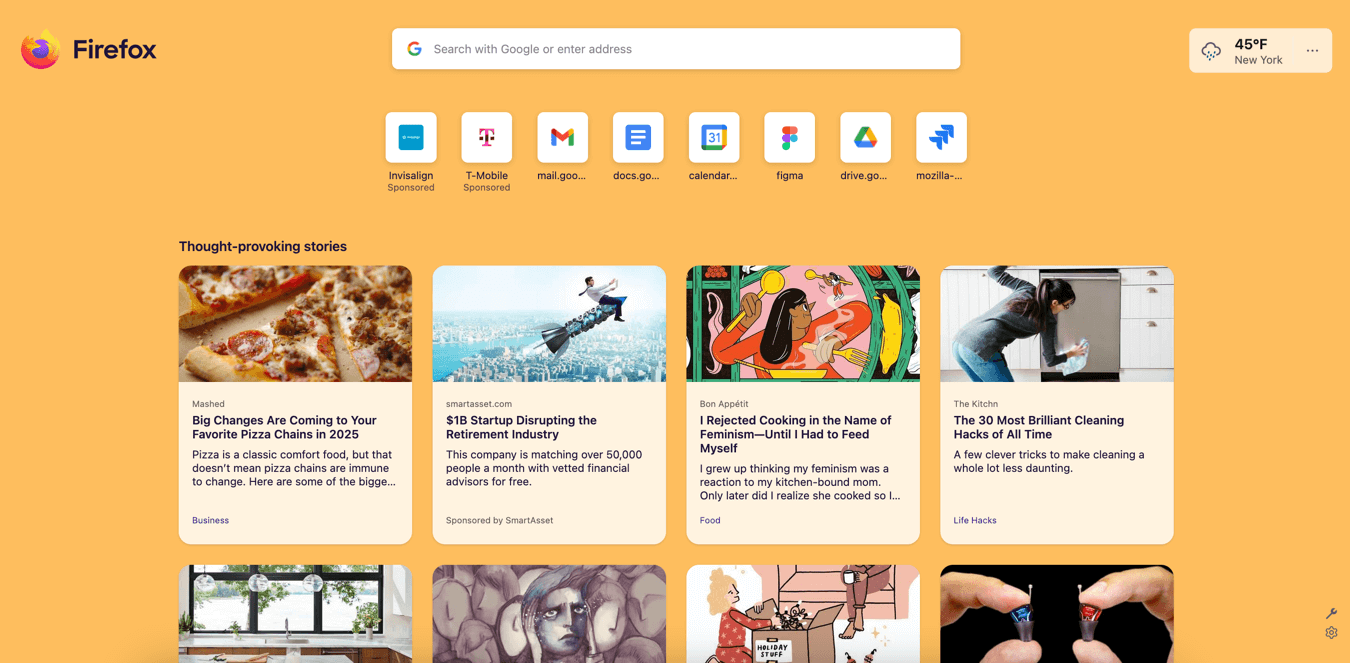 Firefox
Search with Google or enter address
45°F
New York
31
Invisalign
Sponsored
T-Mobile
Sponsored
mail.goo...
docs.go...
calendar...
figma
drive.go...
mozilla-...
Thought-provoking stories
Mashed
Big Changes Are Coming to Your
Favorite Pizza Chains in 2025
Pizza is a classic comfort food, but that
doesn’t mean pizza chains are immune
to change. Here are some of the bigge...
Business
smartasset.com
$1B Startup Disrupting the
Retirement Industry
This company is matching over 50,000
people a month with vetted financial
advisors for free.
Sponsored by SmartAsset
Bon Appétit
I Rejected Cooking in the Name of
Feminism—Until I Had to Feed
Myself
I grew up thinking my feminism was a
reaction to my kitchen-bound mom.
Only later did I realize she cooked so I...
Food
The Kitchn
The 30 Most Brilliant Cleaning
Hacks of All Time
A few clever tricks to make cleaning a
whole lot less daunting.
Life Hacks
HOLIDAY
STUFF